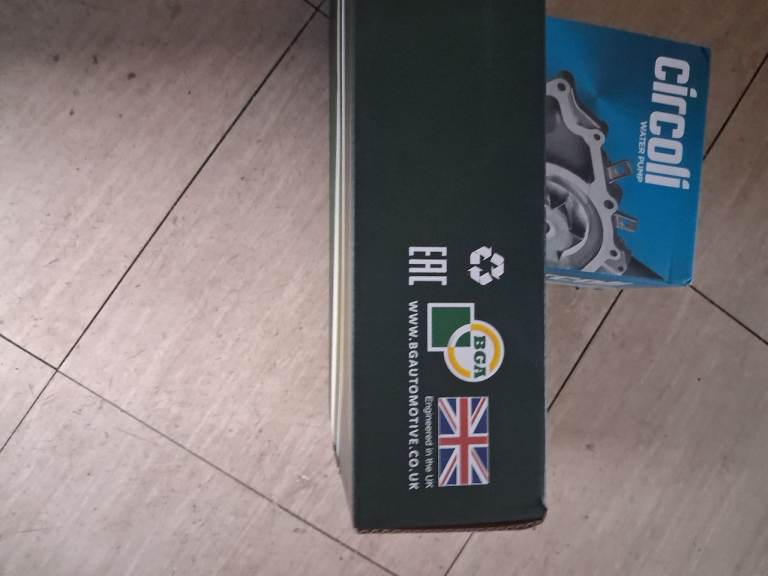 circoli
WATER PUMP
EAC
BGA
Engineered in the UK
WWW.BGAUTOMOTIVE.CO.UK